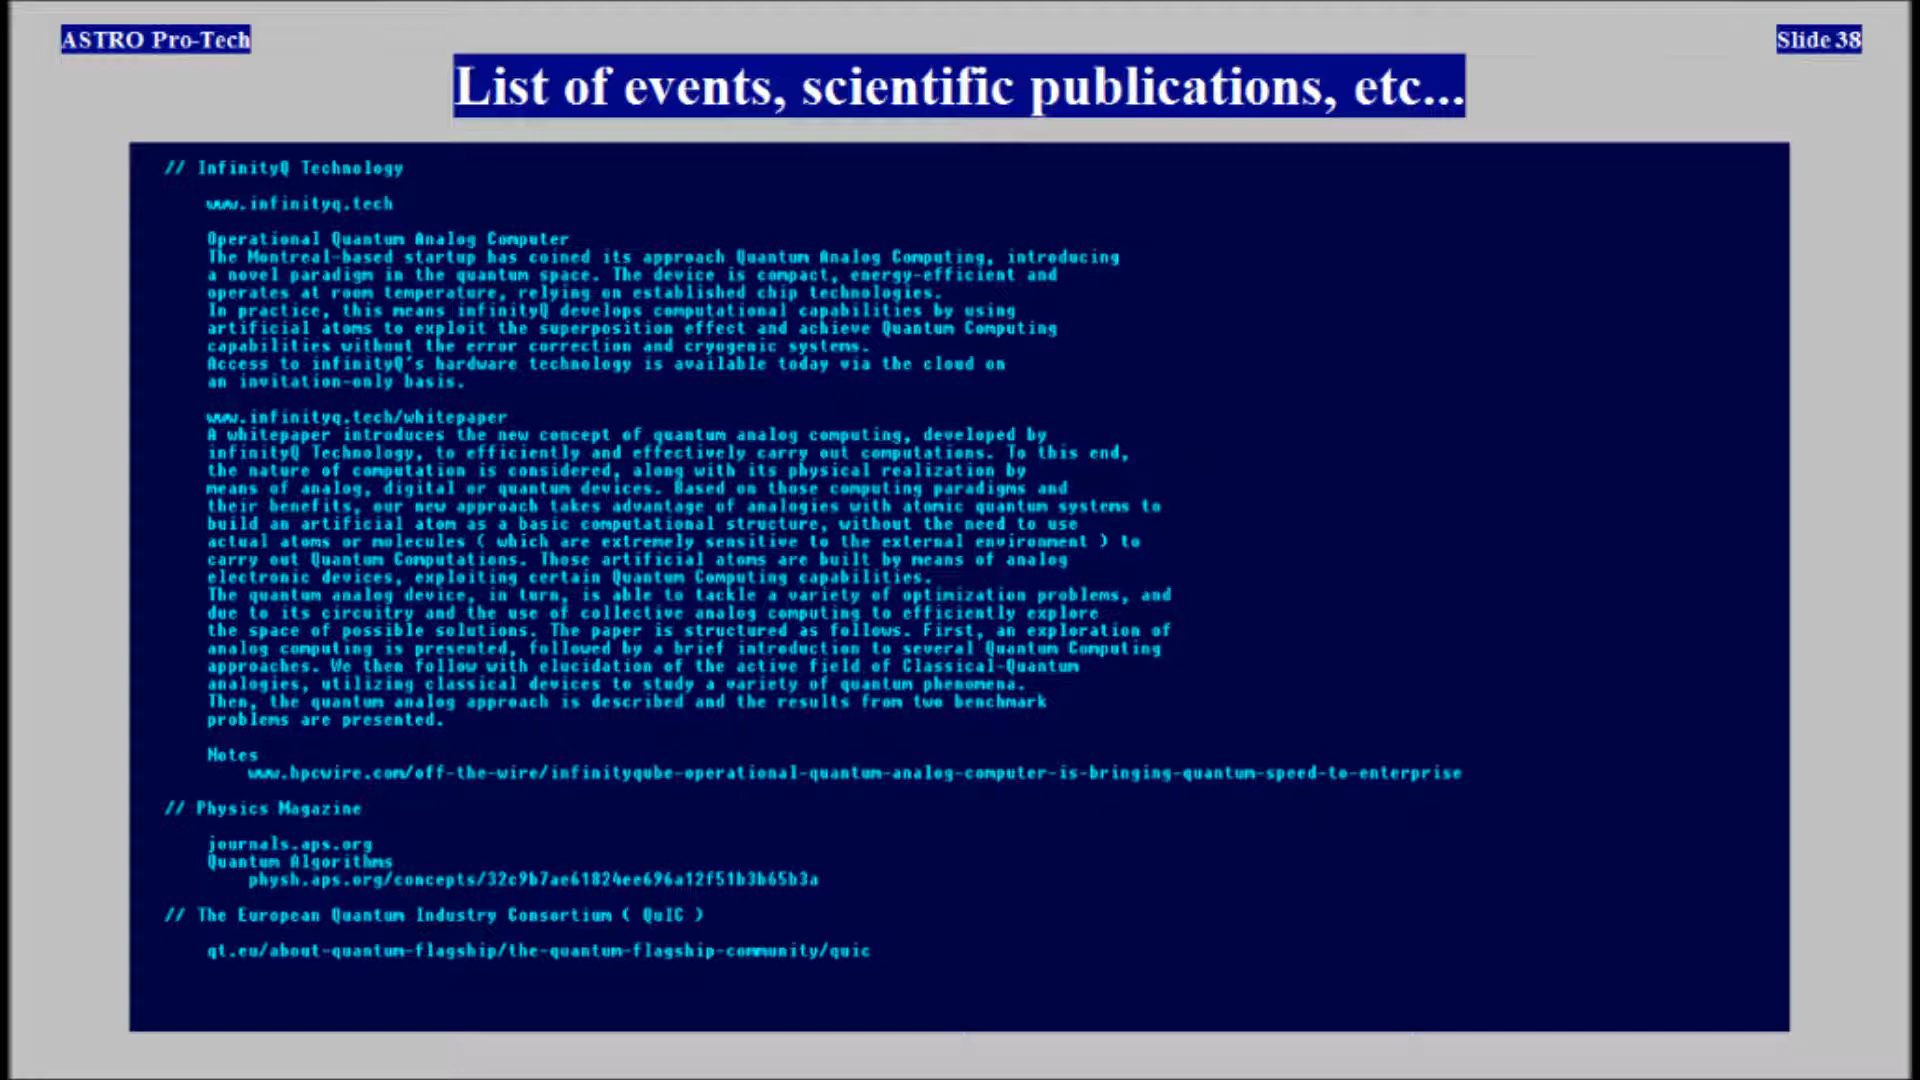 ASTRO Pro-Tech
Slide 38
List of events, scientific publications, etc...
// InfinityQ Technology
www.infinityq.tech
Operational Quantum Analog Computer
The Montreal-based startup has coined its approach Quantum Analog Computing, introducing
a novel paradigm in the quantum space. The device is compact, energy-efficient and
operates at room temperature, relying on established chip technologies.
In practice, this means infinityQ develops computational capabilities by using
artificial atoms to exploit the superposition effect and achieve Quantum Computing
capabilities without the error correction and cryogenic systems.
Access to infinityQ's hardware technology is available today via the cloud on
an invitation-only basis.
www.infinityq.tech/whitepaper
A whitepaper introduces the new concept of quantum analog computing, developed by
infinityQ Technology, to efficiently and effectively carry out computations. To this end,
the nature of computation is considered, along with its physical realization by
means of analog, digital or quantum devices. Based on those computing paradigms and
their benefits, our new approach takes advantage of analogies with atomic quantum systems to
build an artificial atom as a basic computational structure, without the need to use
actual atoms or molecules ( which are extremely sensitive to the external environment ) to
carry out Quantum Computations. Those artificial atoms are built by means of analog
electronic devices, exploiting certain Quantum Computing capabilities.
The quantum analog device, in turn, is able to tackle a variety of optimization problems, and
due to its circuitry and the use of collective analog computing to efficiently explore
the space of possible solutions. The paper is structured as follows. First, an exploration of
analog computing is presented, followed by a brief introduction to several Quantum Computing
approaches. We then follow with elucidation of the active field of Classical-Quantum
analogies, utilizing classical devices to study a variety of quantum phenomena.
Then, the quantum analog approach is described and the results from two benchmark
problems are presented.
Notes
www.hpcwire.com/off-the-wire/infinityqube-operational-quantum-analog-computer-is-bringing-quantum-speed-to-enterprise
// Physics Magazine
journals.aps.org
Quantum Algorithms
physh.aps.org/concepts/32c9b7ae61824ee696a12f51b3b65b3a
// The European Quantum Industry Consortium ( QuIC )
qt.eu/about-quantum-flagship/the-quantum-flagship-community/quic